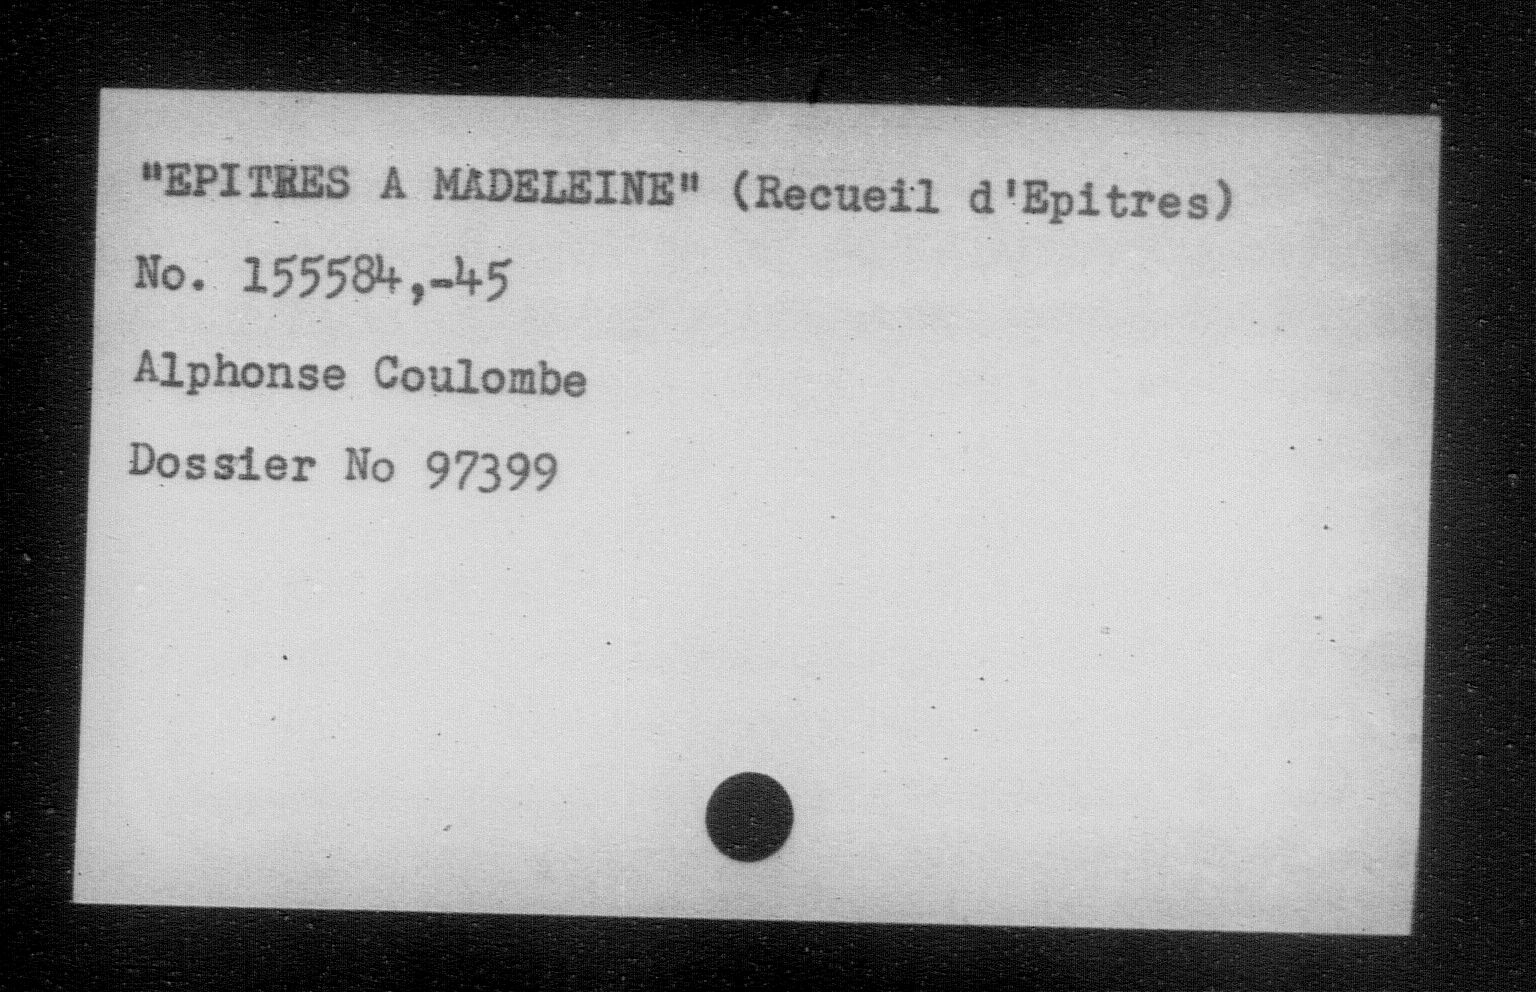 "EPITRES A MADELEINE" (Recueil d'Epitres)
No. 155584,-45
Alphonse Coulombe
Dossier No 97399